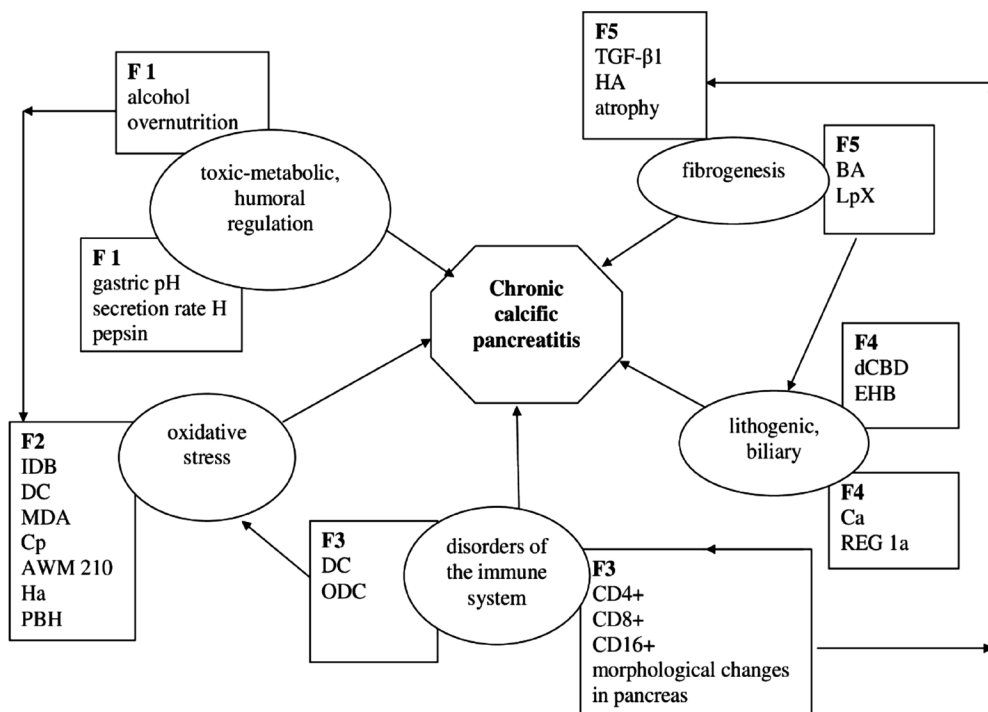 F 1
alcohol
overnutrition
toxic-metabolic,
humoral
regulation
F 1
gastric pH
secretion rate H
pepsin
F5
TGF-β1
HA
atrophy
fibrogenesis
F5
BA
LpX
Chronic
calcific
pancreatitis
F4
dCBD
EHB
lithogenic,
biliary
F4
Ca
REG 1a
oxidative
stress
F2
IDB
DC
MDA
Cp
AWM 210
Ha
PBH
F3
DC
ODC
disorders of
the immune
system
F3
CD4+
CD8+
CD16+
morphological changes
in pancreas